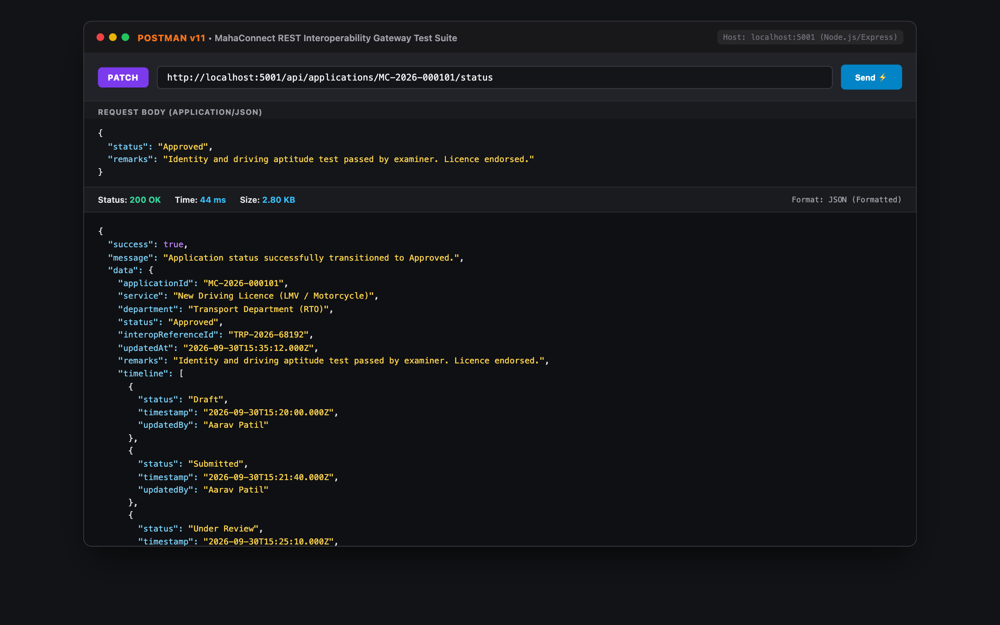 POSTMAN v11 • MahaConnect REST Interoperability Gateway Test Suite
Host: localhost:5001 (Node.js/Express)
PATCH
http://localhost:5001/api/applications/MC-2026-000101/status
Send ⚡
REQUEST BODY (APPLICATION/JSON)
{
  "status": "Approved",
  "remarks": "Identity and driving aptitude test passed by examiner. Licence endorsed."
}
Status: 200 OK
Time: 44 ms
Size: 2.80 KB
Format: JSON (Formatted)
{
  "success": true,
  "message": "Application status successfully transitioned to Approved.",
  "data": {
    "applicationId": "MC-2026-000101",
    "service": "New Driving Licence (LMV / Motorcycle)",
    "department": "Transport Department (RTO)",
    "status": "Approved",
    "interopReferenceId": "TRP-2026-68192",
    "updatedAt": "2026-09-30T15:35:12.000Z",
    "remarks": "Identity and driving aptitude test passed by examiner. Licence endorsed.",
    "timeline": [
      {
        "status": "Draft",
        "timestamp": "2026-09-30T15:20:00.000Z",
        "updatedBy": "Aarav Patil"
      },
      {
        "status": "Submitted",
        "timestamp": "2026-09-30T15:21:40.000Z",
        "updatedBy": "Aarav Patil"
      },
      {
        "status": "Under Review",
        "timestamp": "2026-09-30T15:25:10.000Z",